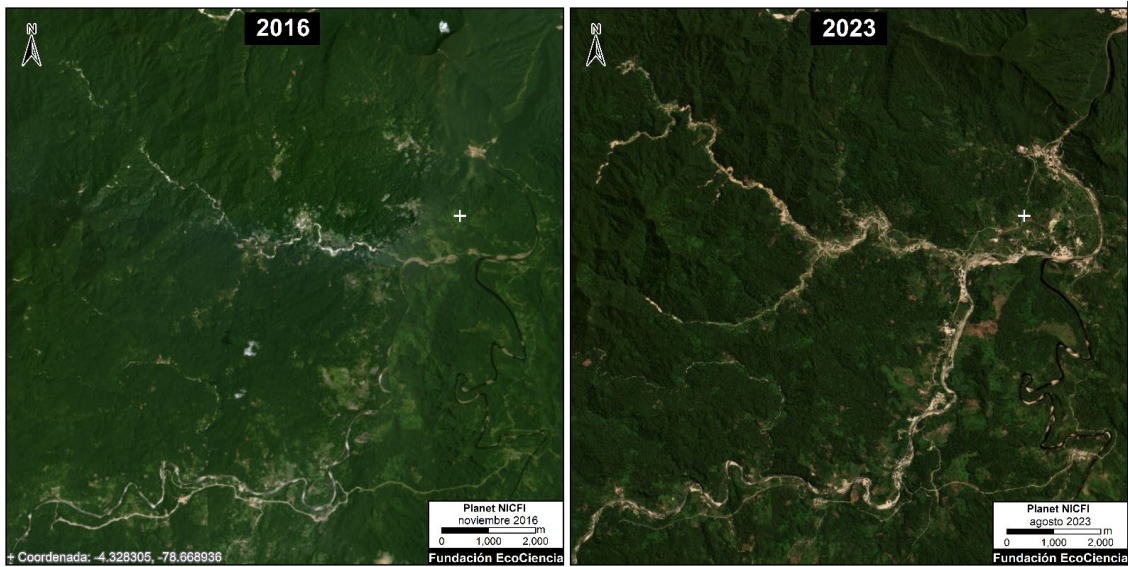 2016
N
Planet NICFI
noviembre 2016
0 1,000 2,000 m
Fundación EcoCiencia
+ Coordenada: -4.328305, -78.668936
2023
N
Planet NICFI
agosto 2023
0 1,000 2,000 m
Fundación EcoCiencia